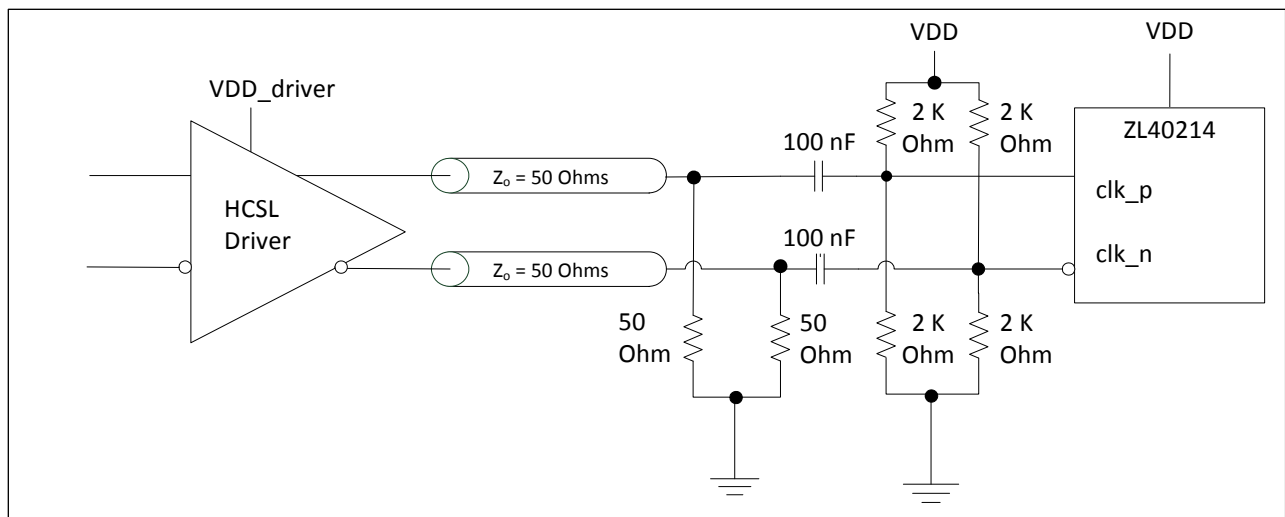 VDD
VDD
VDD_driver
2 K
Ohm
2 K
Ohm
ZL40214
100 nF
Zo = 50 Ohms
clk_p
HCSL
Driver
100 nF
clk_n
Zo = 50 Ohms
50
Ohm
50
Ohm
2 K
Ohm
2 K
Ohm